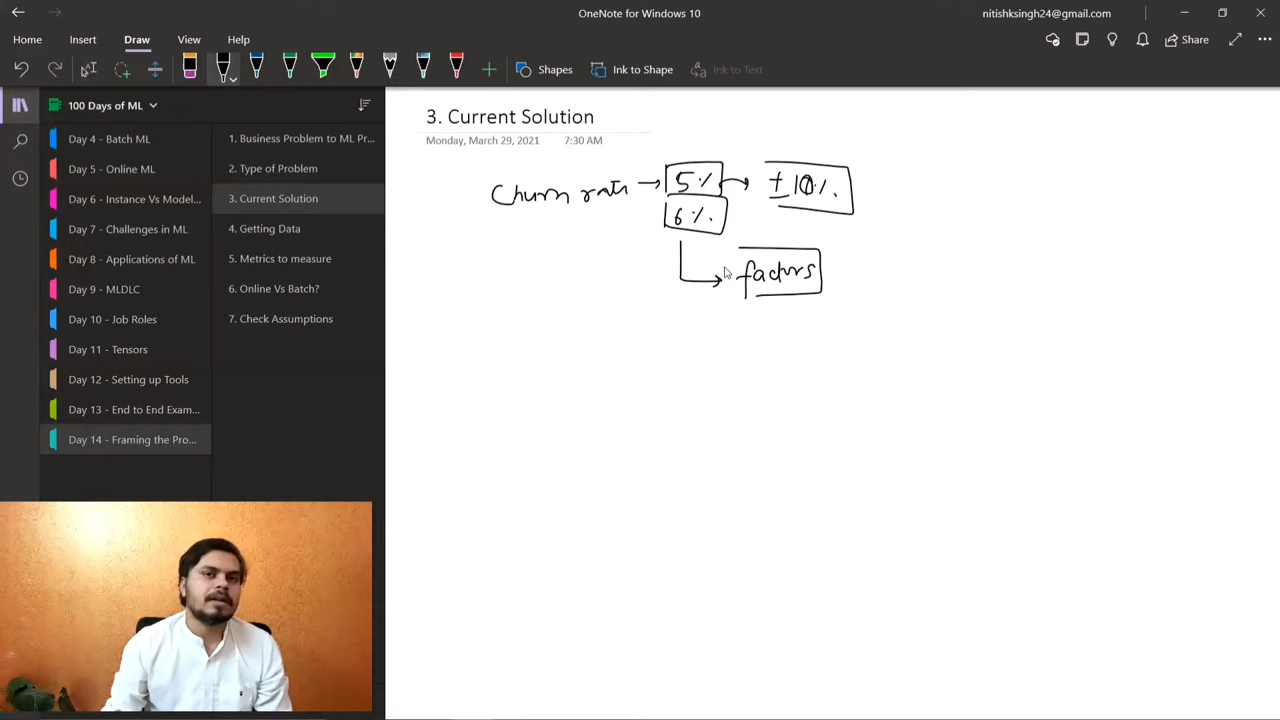 OneNote for Windows 10
nitishksingh24@gmail.com
Home Insert Draw View Help
Share
Shapes
Ink to Shape
Ink to Text
100 Days of ML
Day 4 - Batch ML
Day 5 - Online ML
Day 6 - Instance Vs Model...
Day 7 - Challenges in ML
Day 8 - Applications of ML
Day 9 - MLDLC
Day 10 - Job Roles
Day 11 - Tensors
Day 12 - Setting up Tools
Day 13 - End to End Exam...
Day 14 - Framing the Pro...
1. Business Problem to ML Pr...
2. Type of Problem
3. Current Solution
4. Getting Data
5. Metrics to measure
6. Online Vs Batch?
7. Check Assumptions
3. Current Solution
Monday, March 29, 2021 7:30 AM
Churn rate → 5% → ±10%.
6%.
factors